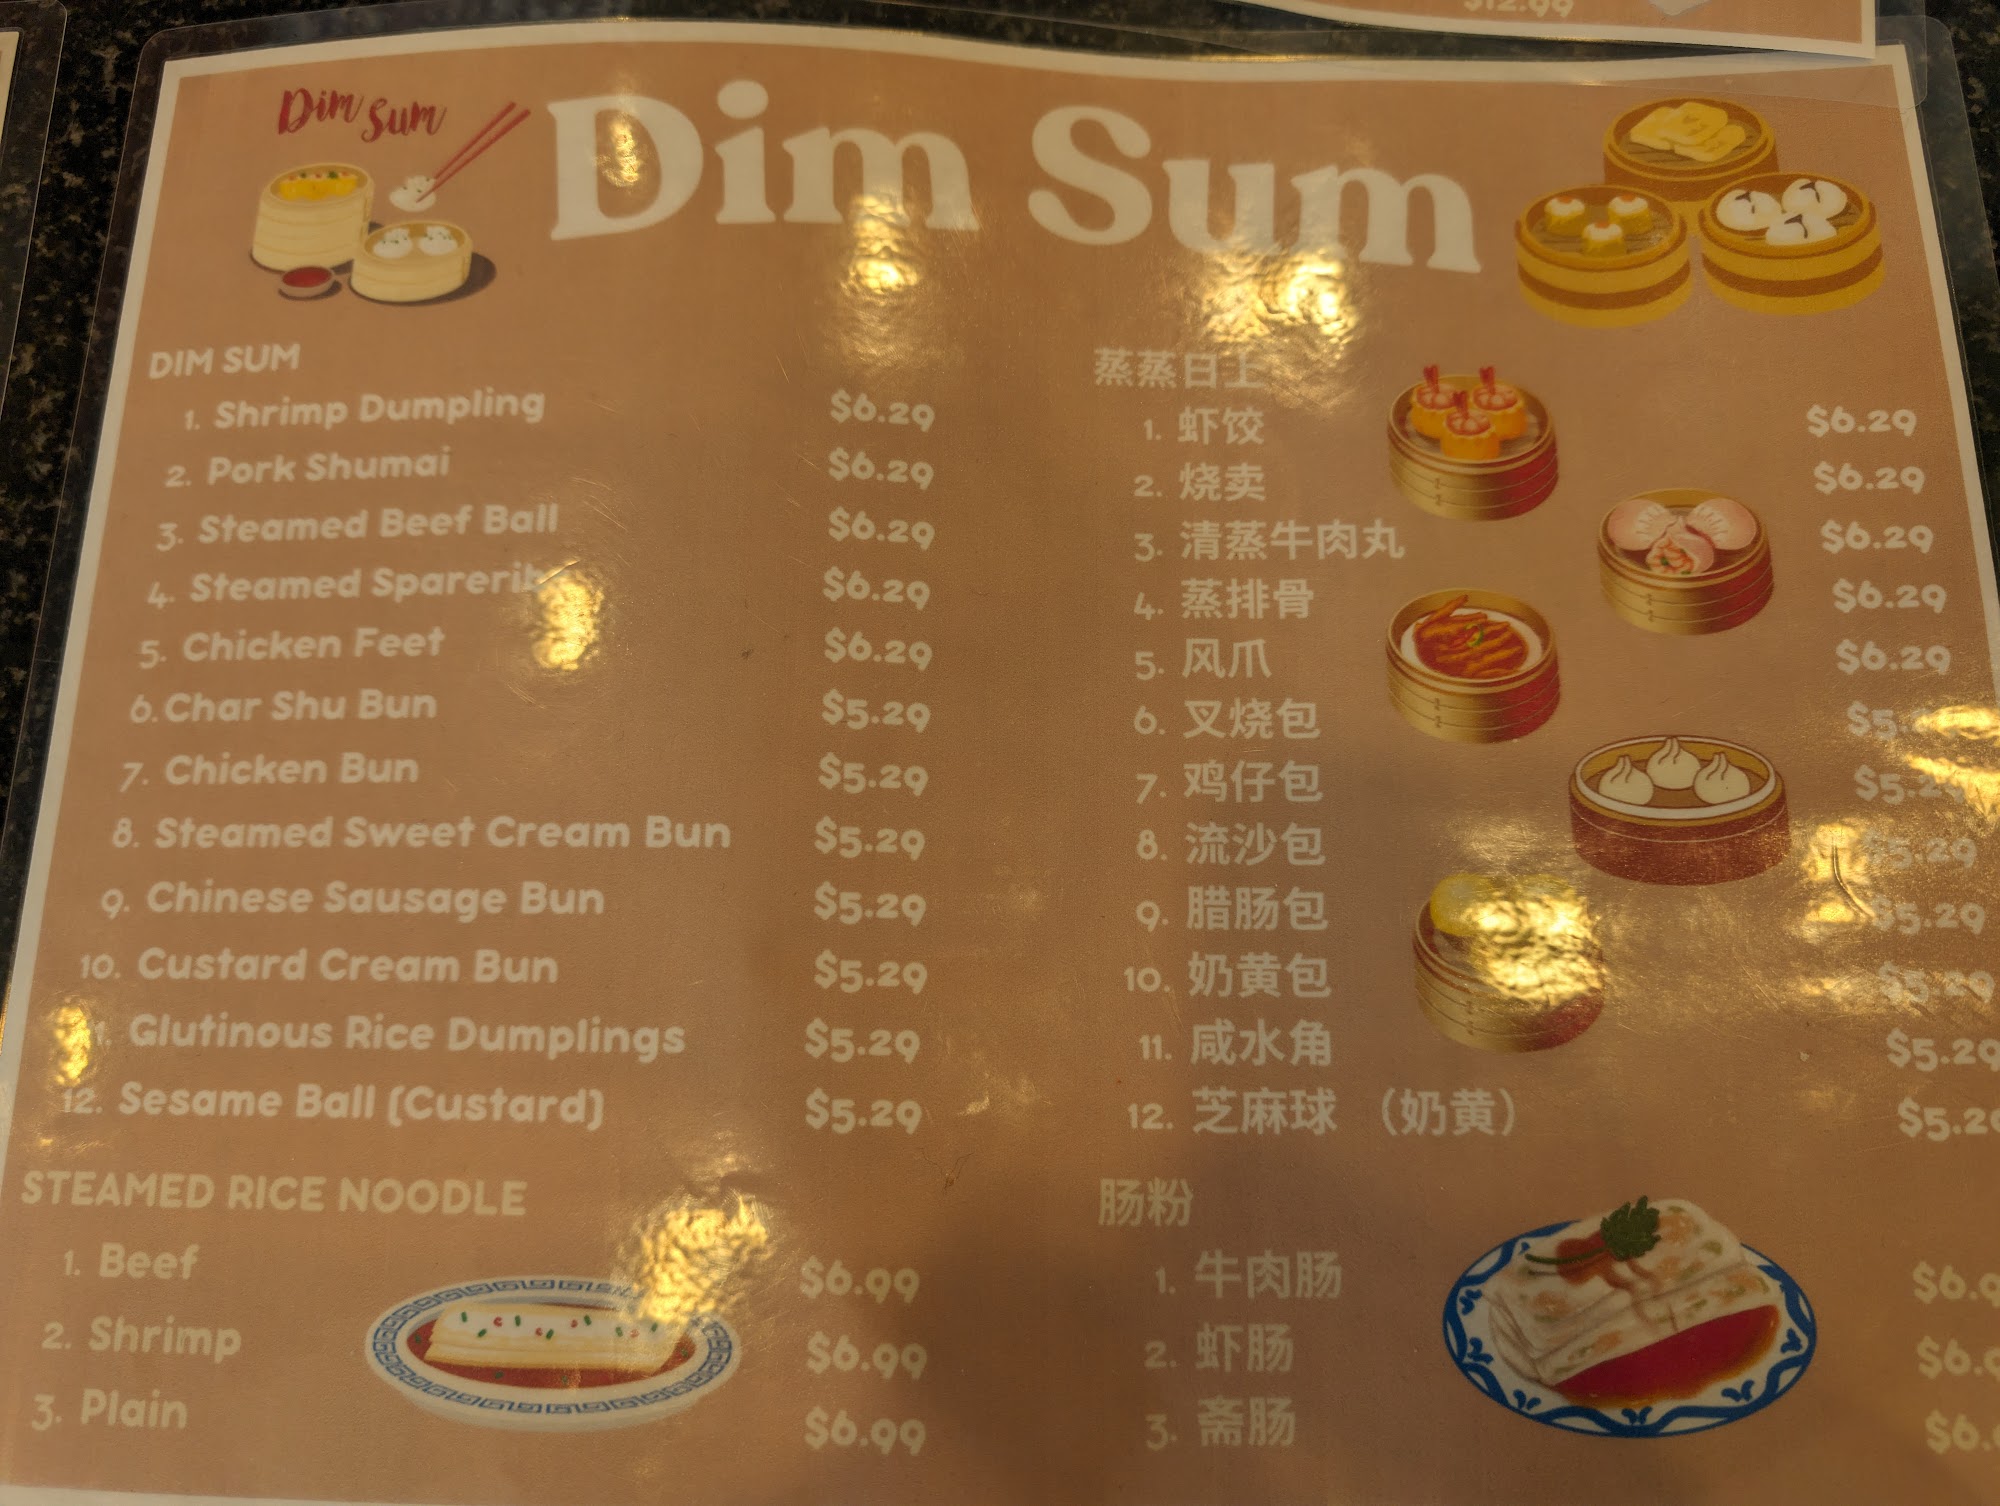 $12.99
Dim Sum
Dim Sum
DIM SUM
1. Shrimp Dumpling $6.29
2. Pork Shumai $6.29
3. Steamed Beef Ball $6.29
4. Steamed $6.29
5. Chicken Feet $6.29
6. Char Shu Bun $5.29
7. Chicken Bun $5.29
8. Steamed Sweet Cream Bun $5.29
9. Chinese Sausage Bun $5.29
10. Custard Cream Bun $5.29
Glutinous Rice Dumplings $5.29
12. Sesame Ball (Custard) $5.29
STEAMED RICE NOODLE
1. Beef $6.99
2. Shrimp $6.99
3. Plain $6.99
蒸蒸日上
1. 虾饺 $6.29
2. 烧卖 $6.29
3. 清蒸牛肉丸 $6.29
4. 蒸排骨 $6.29
5. 风爪 $6.29
6. 叉烧包
7. 鸡仔包
8. 流沙包 $5.29
9. 腊肠包 $5.29
10. 奶黄包 $5.29
11. 咸水角 $5.29
12. 芝麻球 （奶黄）
肠粉
1. 牛肉肠
2. 虾肠
3. 斋肠